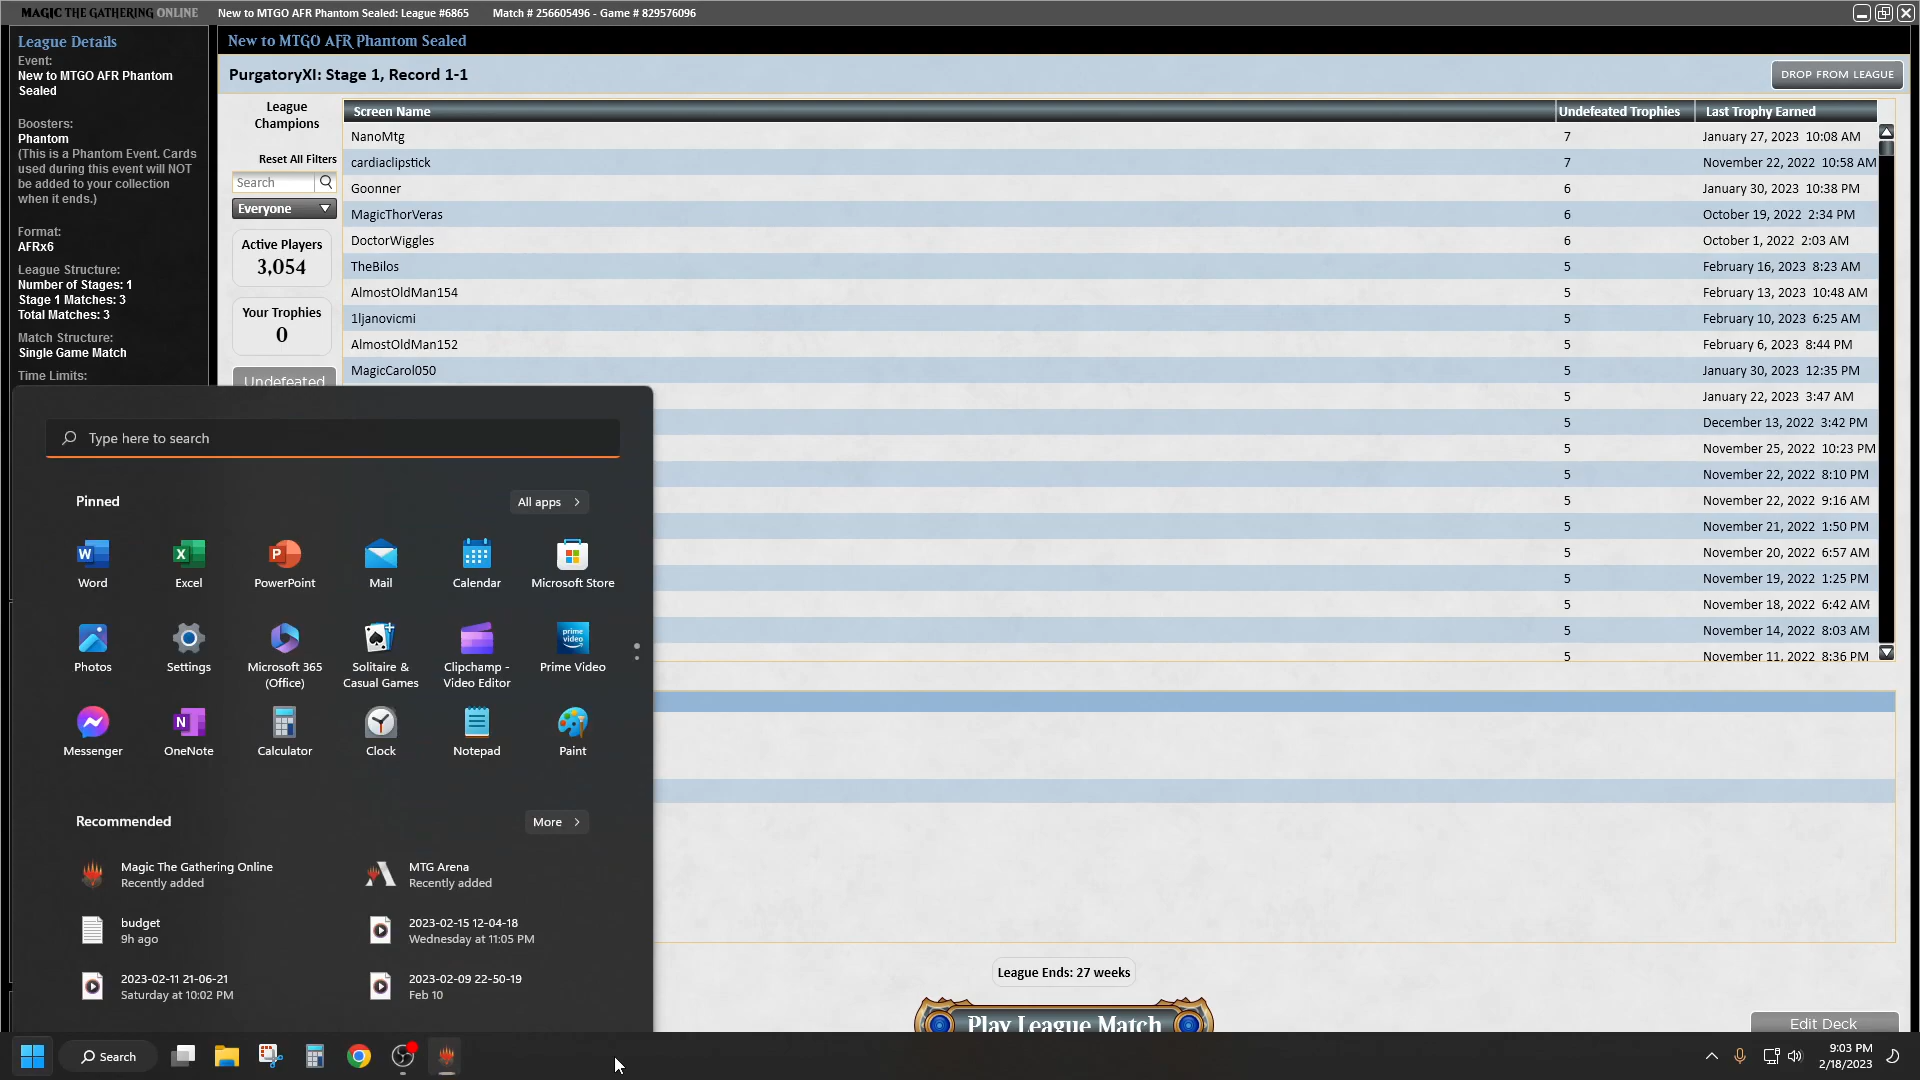 MAGIC THE GATHERING ONLINE
New to MTGO AFR Phantom Sealed: League #6865
Match # 256605496 - Game # 829576096
League Details
Event:
New to MTGO AFR Phantom
Sealed
Boosters:
Phantom
(This is a Phantom Event. Cards
used during this event will NOT
be added to your collection
when it ends.)
Format:
AFRx6
League Structure:
Number of Stages: 1
Stage 1 Matches: 3
Total Matches: 3
Match Structure:
Single Game Match
Time Limits:
New to MTGO AFR Phantom Sealed
PurgatoryXI: Stage 1, Record 1-1
DROP FROM LEAGUE
League
Champions
Reset All Filters
Search
Everyone
Active Players
3,054
Your Trophies
0
Undefeated
Screen Name Undefeated Trophies Last Trophy Earned
NanoMtg 7 January 27, 2023 10:08 AM
cardiaclipstick 7 November 22, 2022 10:58 AM
Goonner 6 January 30, 2023 10:38 PM
MagicThorVeras 6 October 19, 2022 2:34 PM
DoctorWiggles 6 October 1, 2022 2:03 AM
TheBilos 5 February 16, 2023 8:23 AM
AlmostOldMan154 5 February 13, 2023 10:48 AM
1ljanovicmi 5 February 10, 2023 6:25 AM
AlmostOldMan152 5 February 6, 2023 8:44 PM
MagicCarol050 5 January 30, 2023 12:35 PM
5 January 22, 2023 3:47 AM
5 December 13, 2022 3:42 PM
5 November 25, 2022 10:23 PM
5 November 22, 2022 8:10 PM
5 November 22, 2022 9:16 AM
5 November 21, 2022 1:50 PM
5 November 20, 2022 6:57 AM
5 November 19, 2022 1:25 PM
5 November 18, 2022 6:42 AM
5 November 14, 2022 8:03 AM
5 November 11, 2022 8:36 PM
Type here to search
Pinned
All apps >
Word
Excel
PowerPoint
Mail
Calendar
Microsoft Store
Photos
Settings
Microsoft 365
(Office)
Solitaire &
Casual Games
Clipchamp -
Video Editor
prime
video
Prime Video
Messenger
OneNote
Calculator
Clock
Notepad
Paint
Recommended
More >
Magic The Gathering Online
Recently added
MTG Arena
Recently added
budget
9h ago
2023-02-15 12-04-18
Wednesday at 11:05 PM
2023-02-11 21-06-21
Saturday at 10:02 PM
2023-02-09 22-50-19
Feb 10
League Ends: 27 weeks
Play League Match
Edit Deck
Search
9:03 PM
2/18/2023